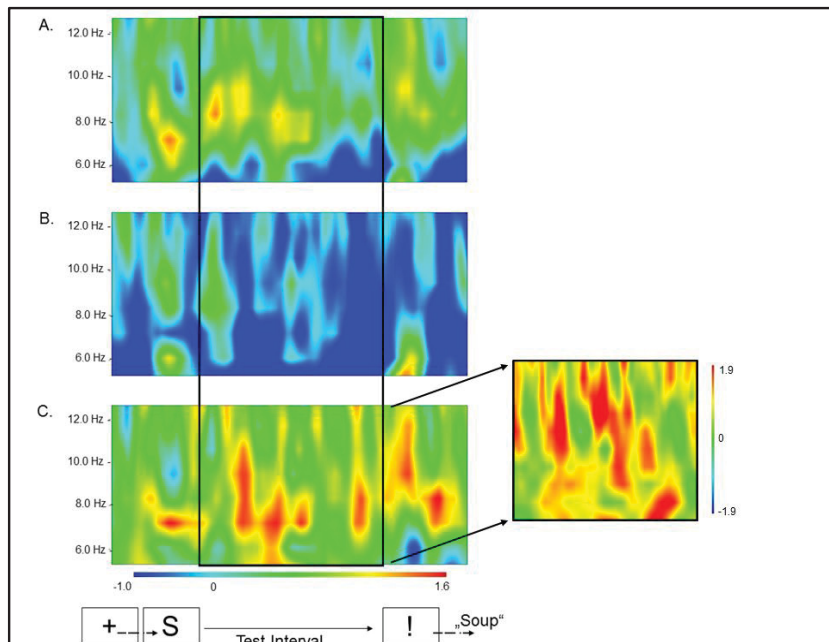 A.
12.0 Hz
10.0 Hz
8.0 Hz
6.0 Hz
B.
12.0 Hz
10.0 Hz
8.0 Hz
6.0 Hz
C.
12.0 Hz
10.0 Hz
8.0 Hz
6.0 Hz
1.9
0
-1.9
-1.0 0 1.6
+ S ! „Soup“
Test Interval